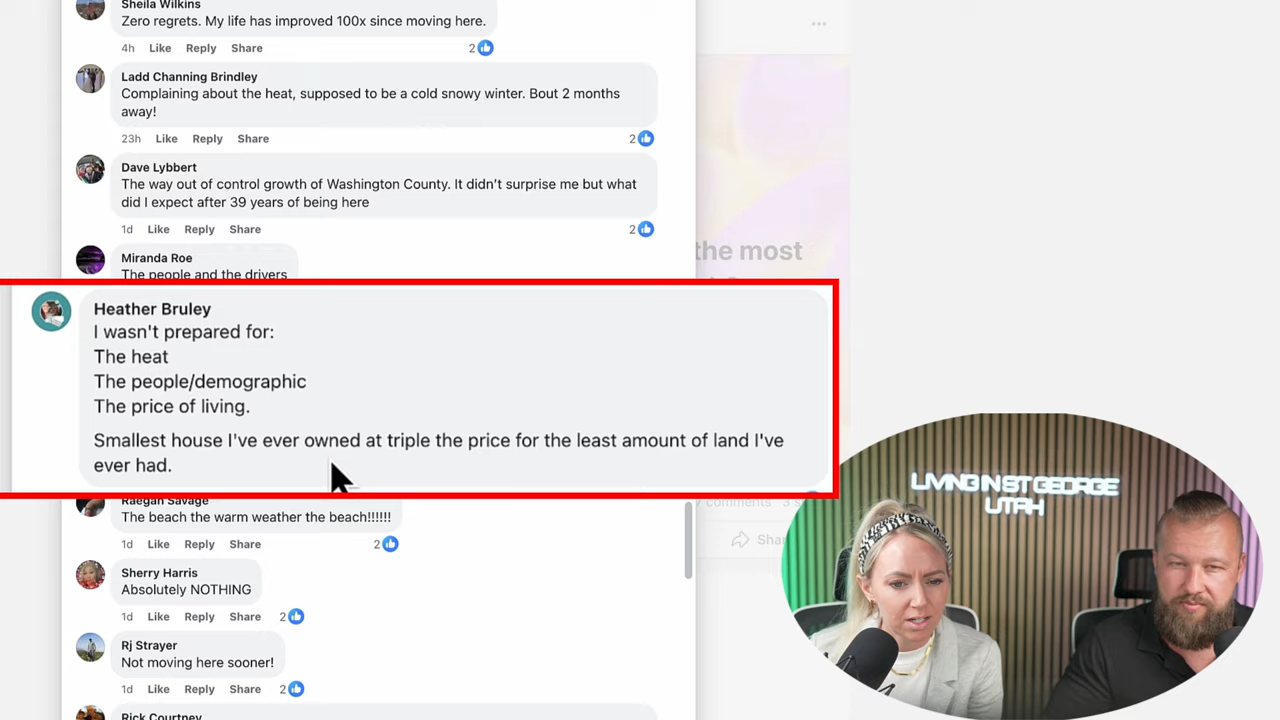 Sheila Wilkins
Zero regrets. My life has improved 100x since moving here.
4h Like Reply Share 2
Ladd Channing Brindley
Complaining about the heat, supposed to be a cold snowy winter. Bout 2 months
away!
23h Like Reply Share 2
Dave Lybbert
The way out of control growth of Washington County. It didn't surprise me but what
did I expect after 39 years of being here
1d Like Reply Share 2
Miranda Roe
The people and the drivers
the most
Heather Bruley
I wasn't prepared for:
The heat
The people/demographic
The price of living.
Smallest house I've ever owned at triple the price for the least amount of land I've
ever had.
Raegan Savage
The beach the warm weather the beach!!!!!!
1d Like Reply Share 2
comments
Sherry Harris
Absolutely NOTHING
1d Like Reply Share 2
Rj Strayer
Not moving here sooner!
1d Like Reply Share 2
Rick Courtney
LIVING IN ST GEORGE
UTAH